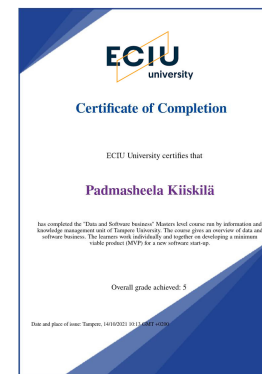 ECIU
university
Certificate of Completion
ECIU University certifies that
Padmasheela Kiiskilä
has completed the "Data and Software business" Masters level course run by information and
knowledge management unit of Tampere University. The course gives an overview of data and
software business. The learners work individually and together on developing a minimum
viable product (MVP) for a new software start-up.
Overall grade achieved: 5
Date and place of issue: Tampere, 14/10/2021 10:13 GMT